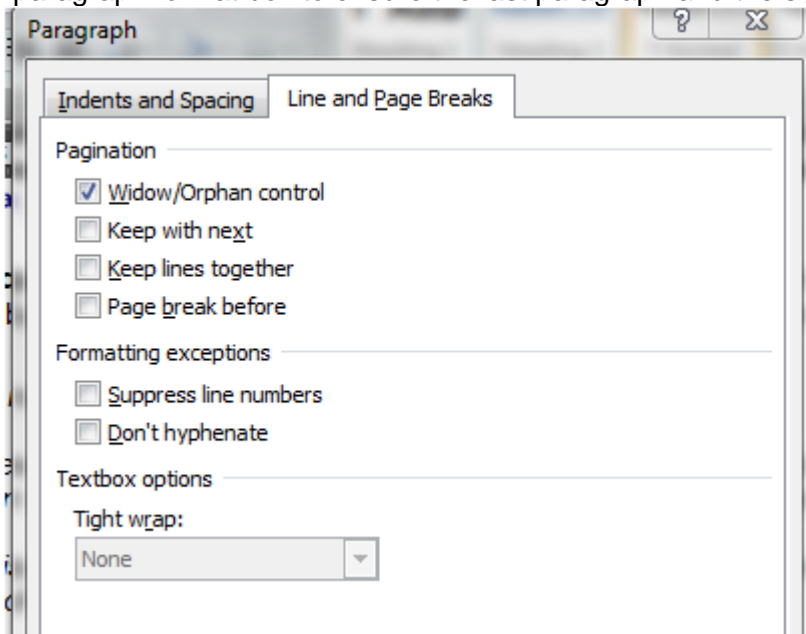 Paragraph
Indents and Spacing
Line and Page Breaks
Pagination
Widow/Orphan control
Keep with next
Keep lines together
Page break before
Formatting exceptions
Suppress line numbers
Don't hyphenate
Textbox options
Tight wrap:
None